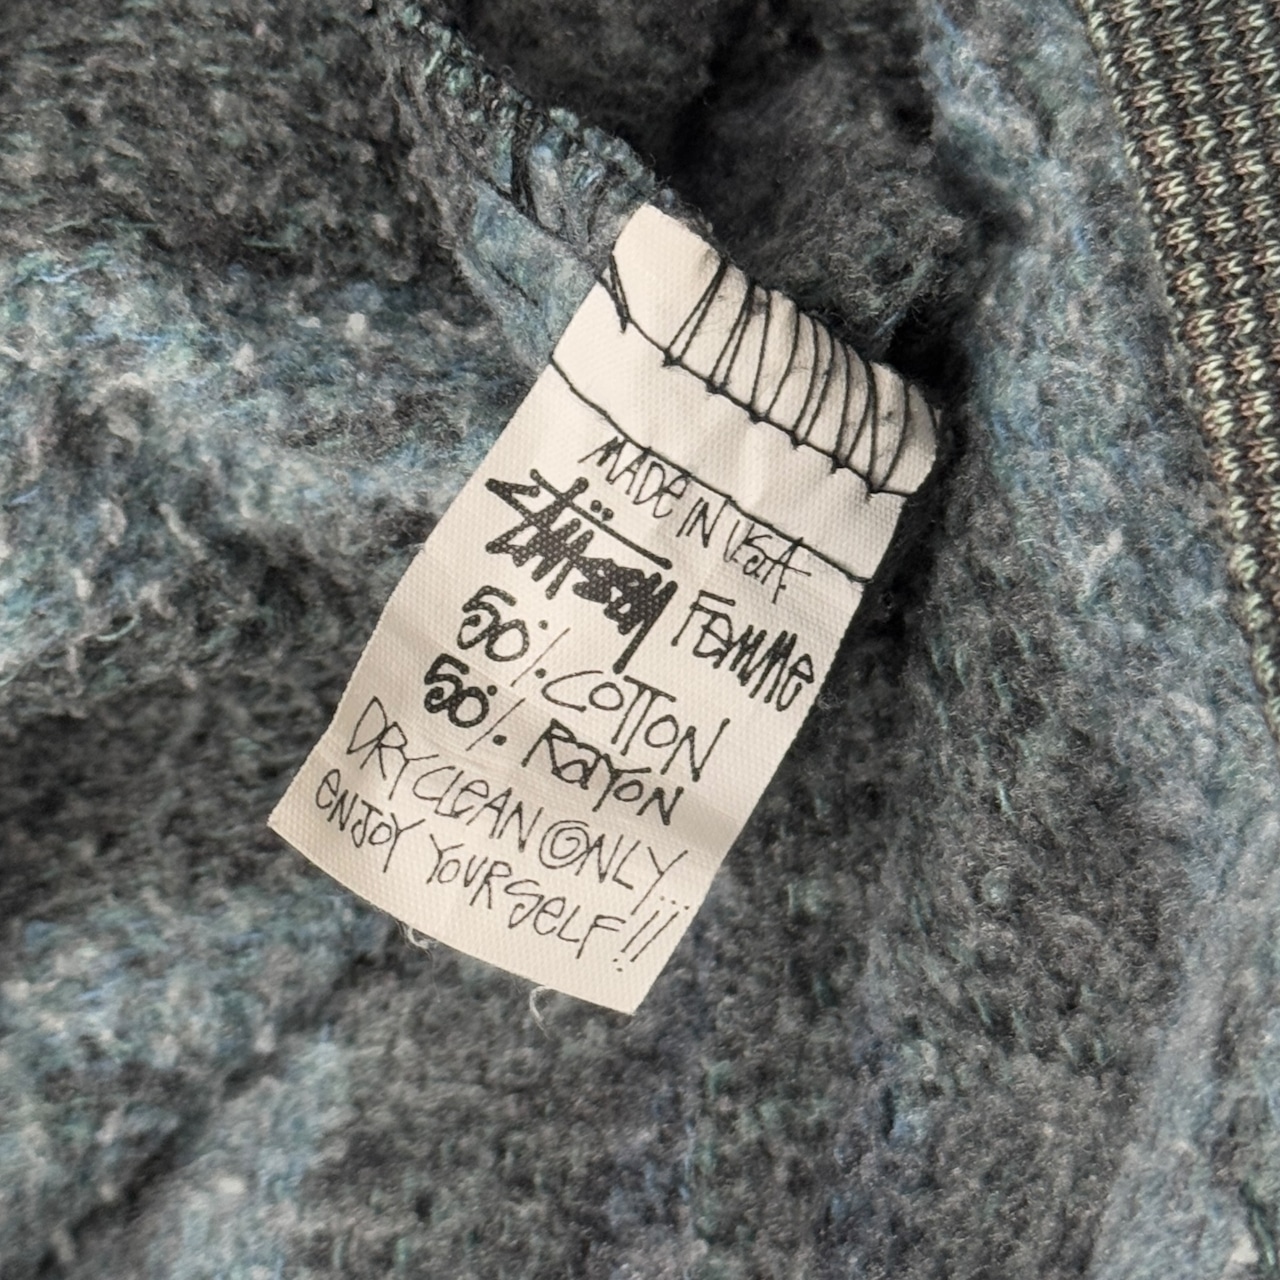 MADE IN USA
Stüssy Femme
50% COTTON
50% RAYON
DRY CLEAN ONLY
ENJOY YOURSELF!!!